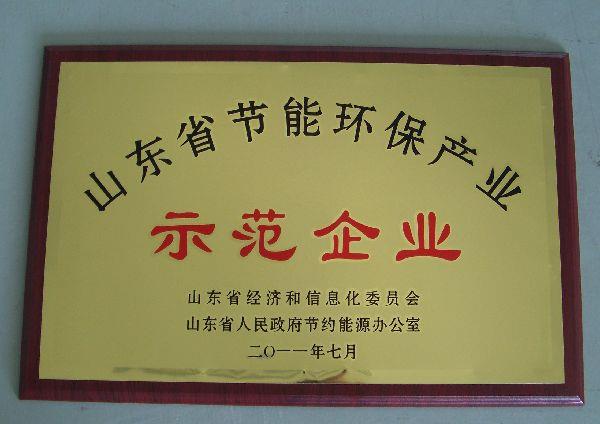 山东省节能环保产业
示范企业
山东省经济和信息化委员会
山东省人民政府节约能源办公室
二〇一一年七月